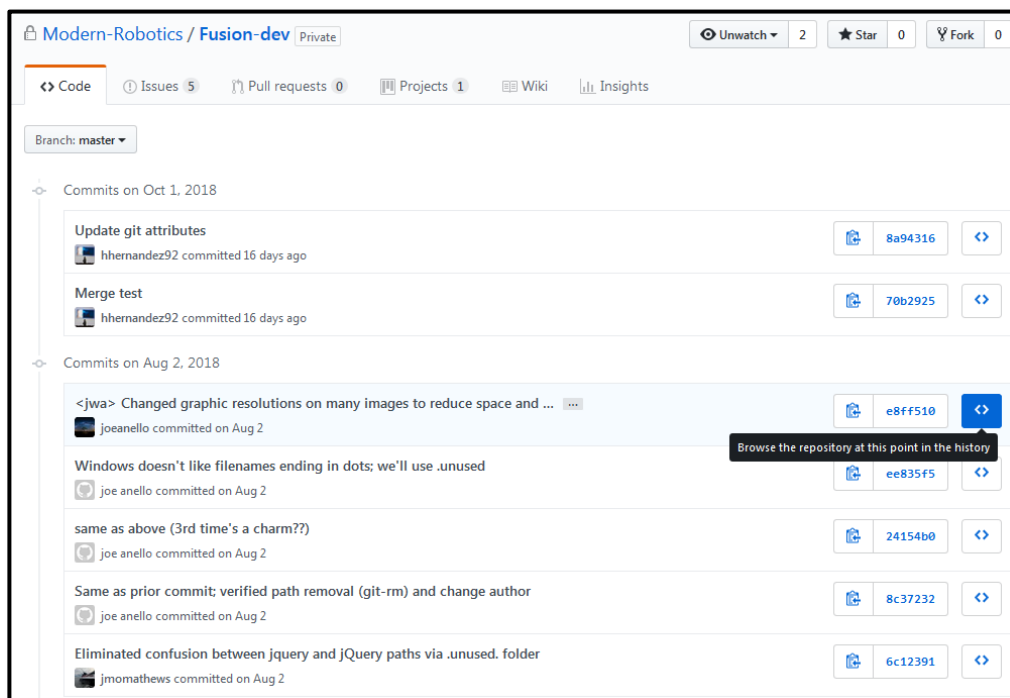 Modern-Robotics / Fusion-dev Private Unwatch 2 Star 0 Fork 0
Code Issues 5 Pull requests 0 Projects 1 Wiki Insights
Branch: master
Commits on Oct 1, 2018
Update git attributes
hhernandez92 committed 16 days ago
8a94316
Merge test
hhernandez92 committed 16 days ago
70b2925
Commits on Aug 2, 2018
<jwa> Changed graphic resolutions on many images to reduce space and ... …
joeanello committed on Aug 2
e8ff510
Browse the repository at this point in the history
Windows doesn't like filenames ending in dots; we'll use .unused
joe anello committed on Aug 2
ee835f5
same as above (3rd time's a charm??)
joe anello committed on Aug 2
24154b0
Same as prior commit; verified path removal (git-rm) and change author
joe anello committed on Aug 2
8c37232
Eliminated confusion between jquery and jQuery paths via .unused. folder
jmomathews committed on Aug 2
6c12391